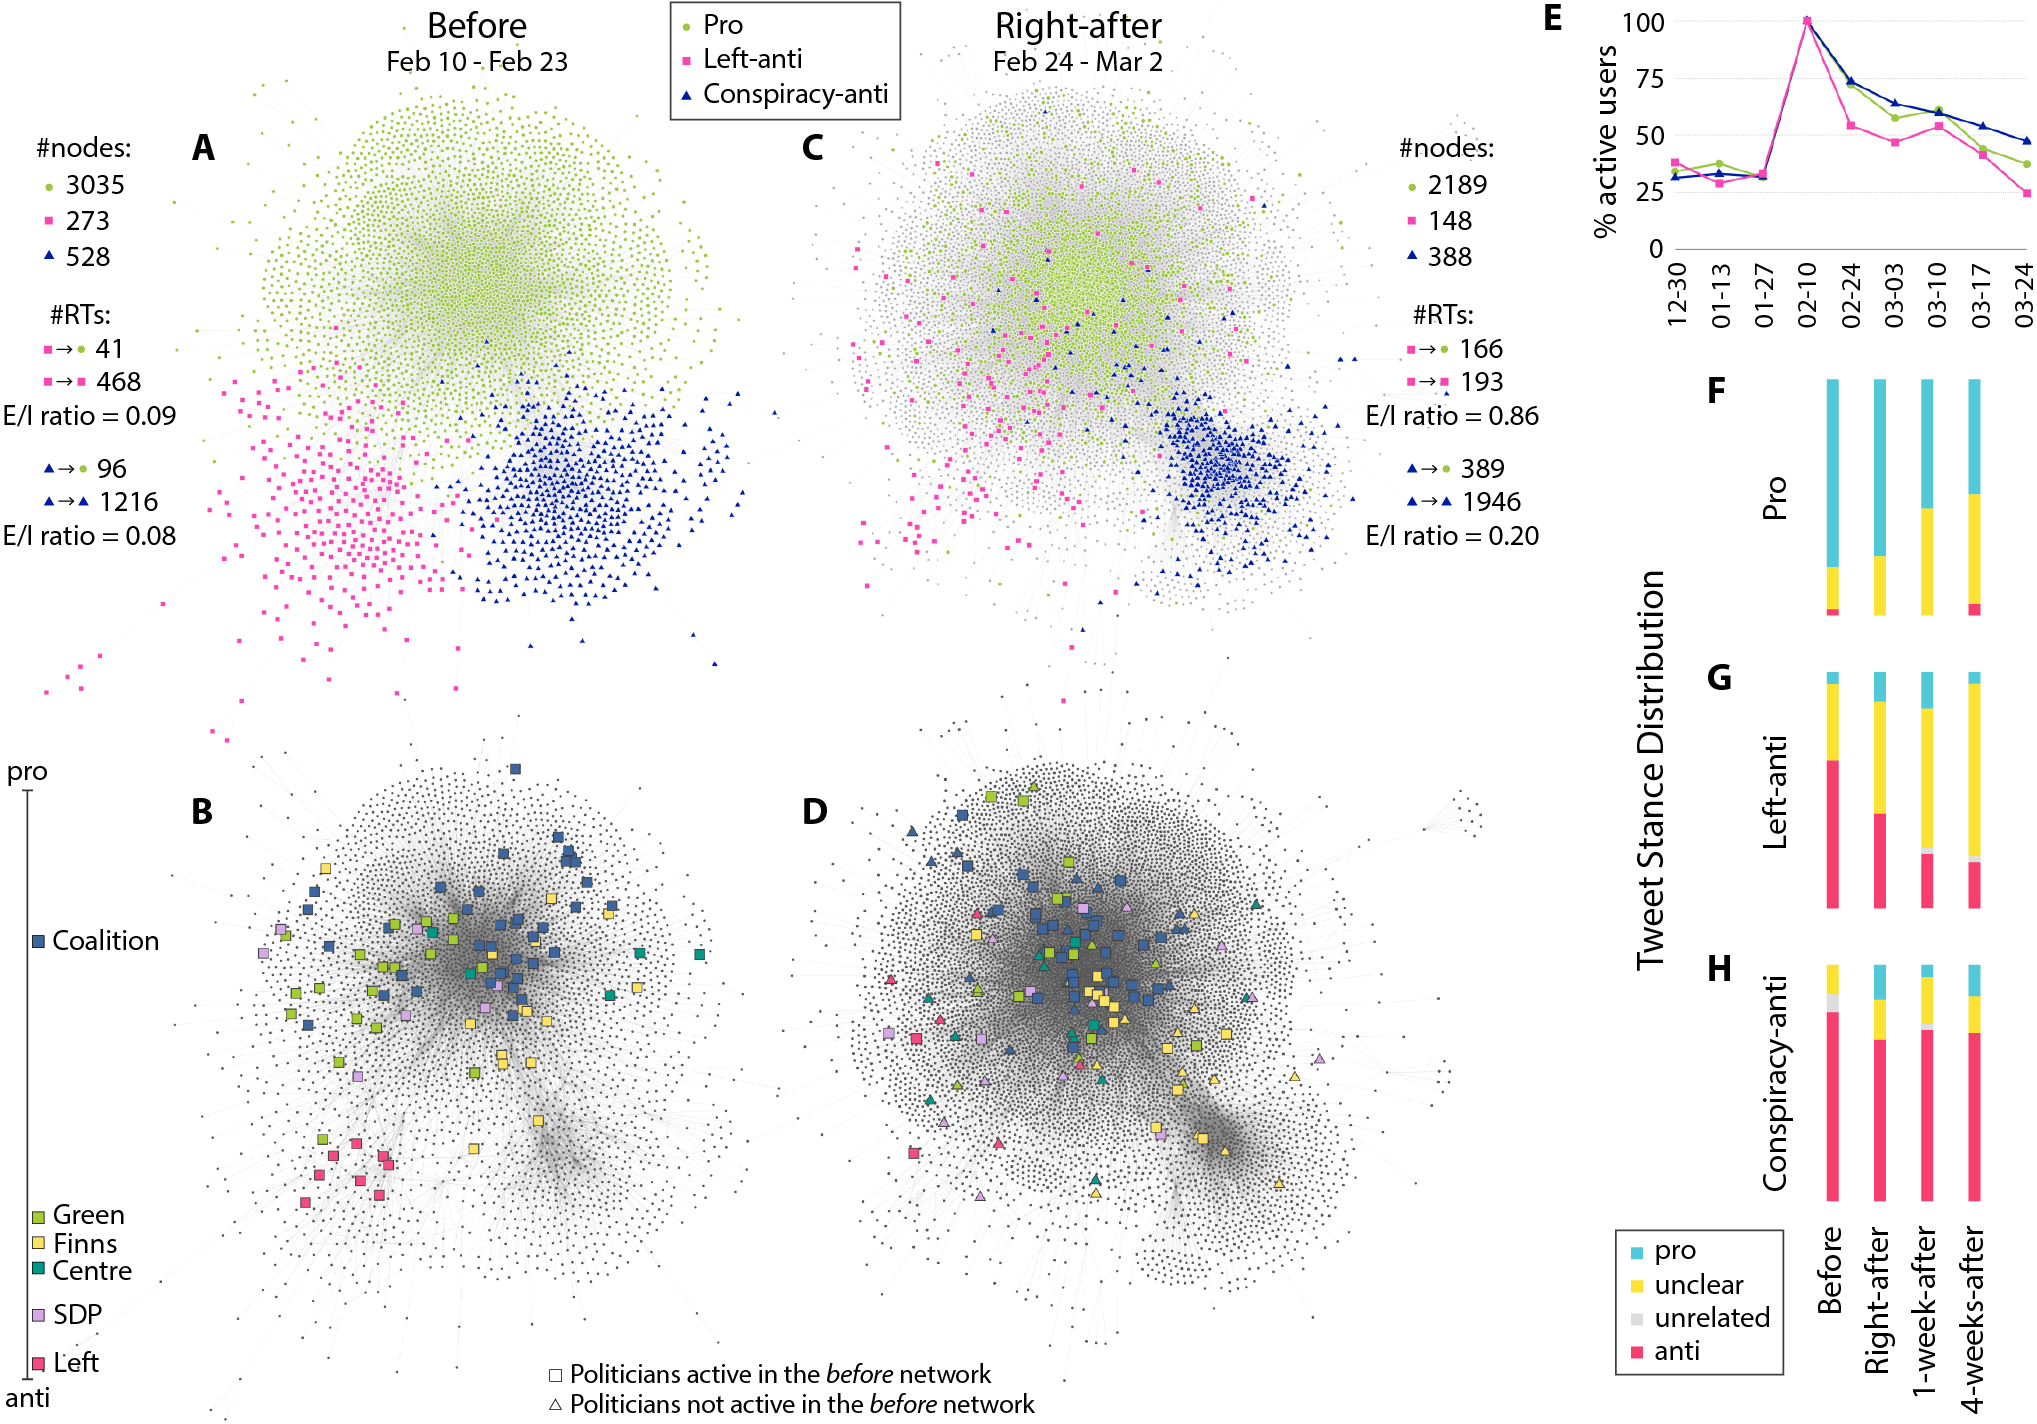 Before
Feb 10 - Feb 23
Pro
Left-anti
Conspiracy-anti
Right-after
Feb 24 - Mar 2
A
#nodes:
3035
273
528
#RTs:
→ 41
→ 468
E/I ratio = 0.09
→ 96
→ 1216
E/I ratio = 0.08
C
#nodes:
2189
148
388
#RTs:
→ 166
→ 193
E/I ratio = 0.86
→ 389
→ 1946
E/I ratio = 0.20
B
pro
Coalition
Green
Finns
Centre
SDP
Left
anti
D
Politicians active in the before network
Politicians not active in the before network
E
% active users
100
75
50
25
0
12-30
01-13
01-27
02-10
02-24
03-03
03-10
03-17
03-24
Tweet Stance Distribution
F
Pro
G
Left-anti
H
Conspiracy-anti
Before
Right-after
1-week-after
4-weeks-after
pro
unclear
unrelated
anti